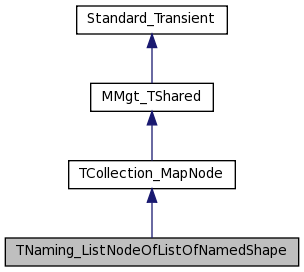 Standard_Transient
MMgt_TShared
TCollection_MapNode
TNaming_ListNodeOfListOfNamedShape